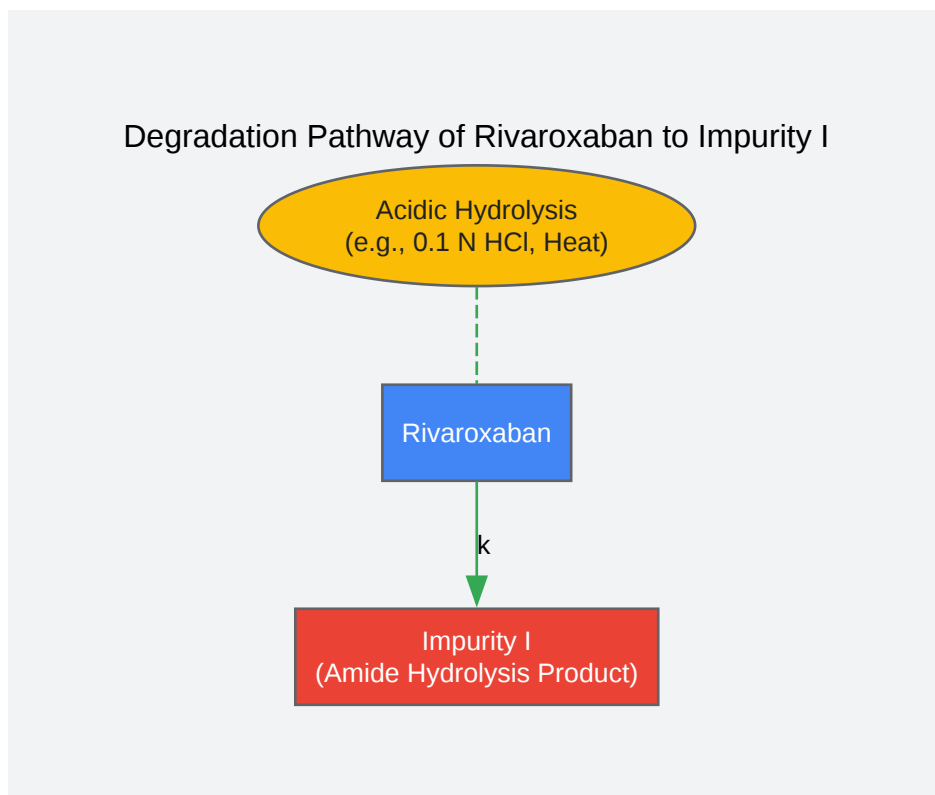 Degradation Pathway of Rivaroxaban to Impurity I
Acidic Hydrolysis
(e.g., 0.1 N HCl, Heat)
Rivaroxaban
k
Impurity I
(Amide Hydrolysis Product)